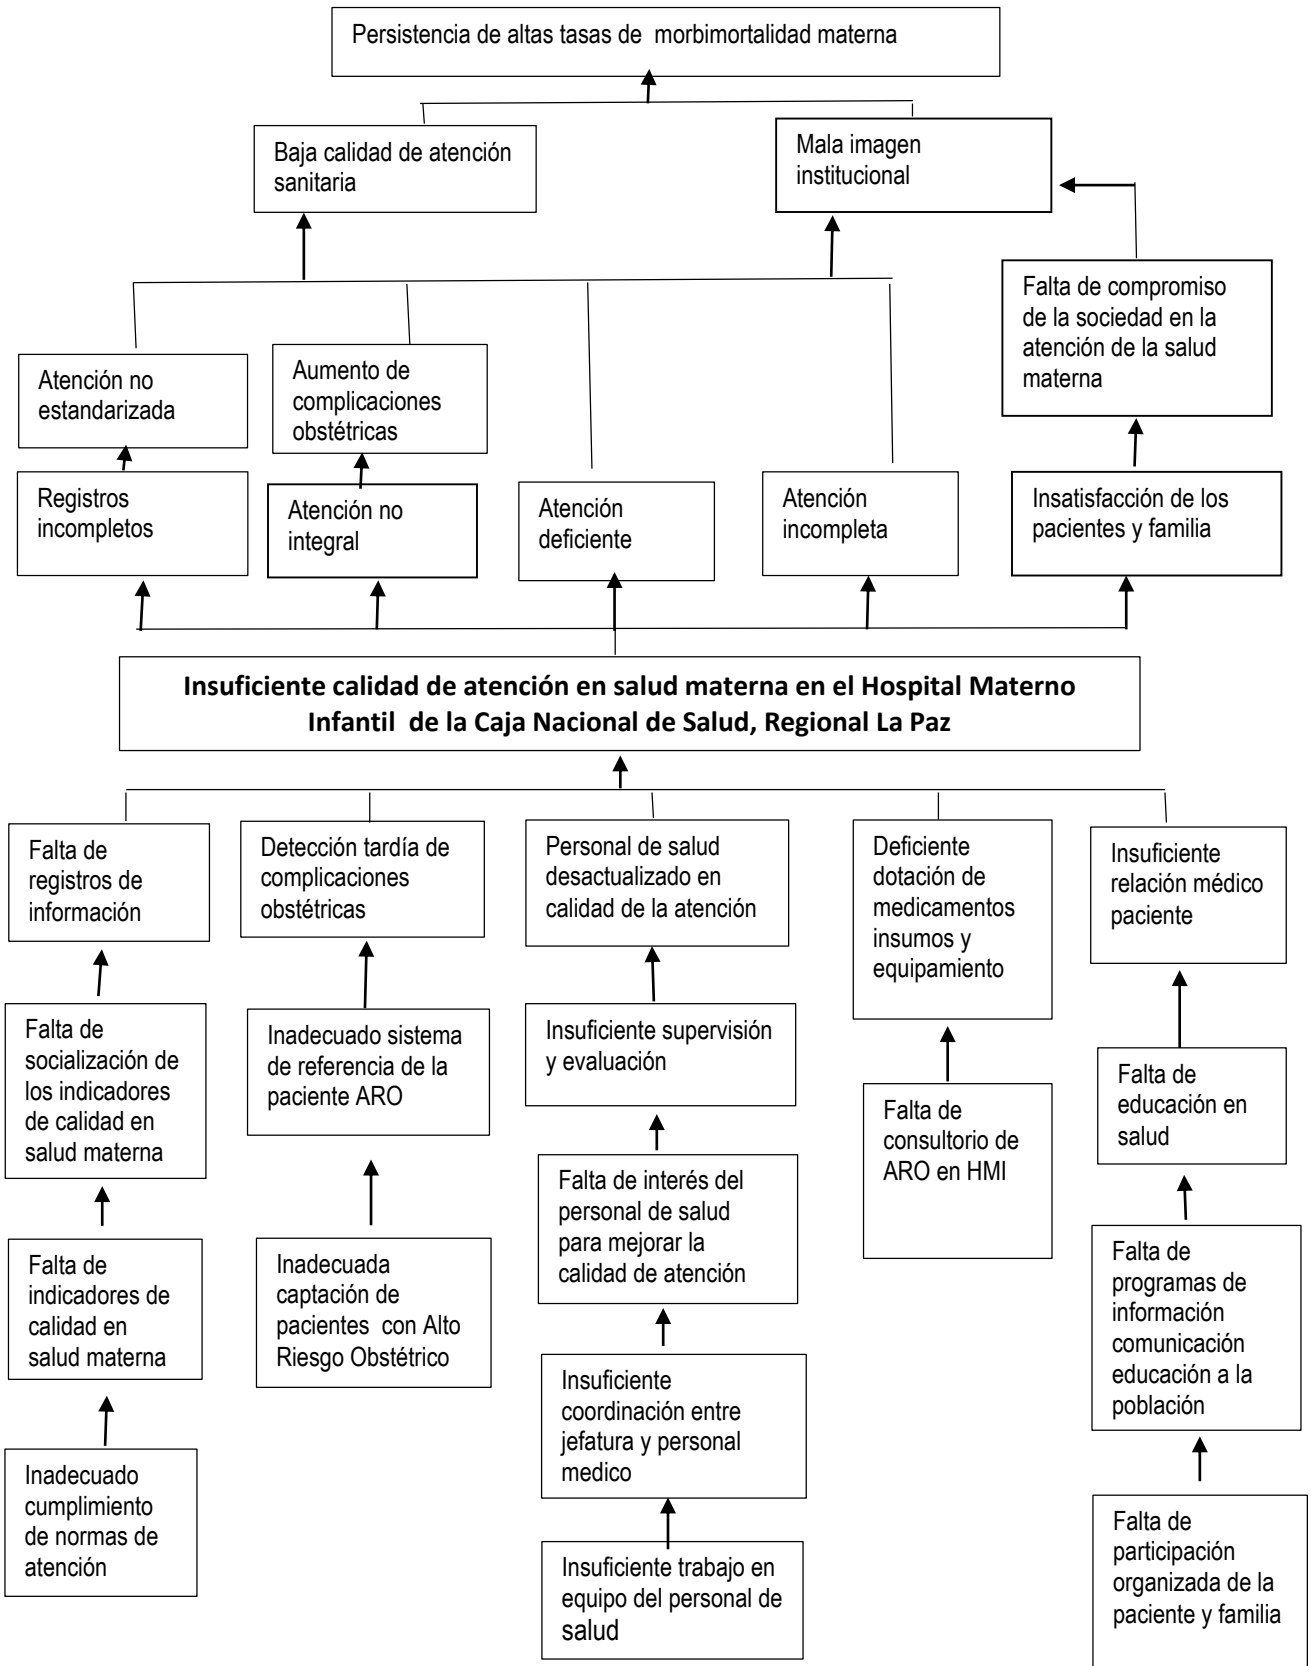 Persistencia de altas tasas de  morbimortalidad materna
Baja calidad de atención
sanitaria
Mala imagen
institucional
Falta de compromiso
de la sociedad en la
atención de la salud
materna
Atención no
estandarizada
Aumento de
complicaciones
obstétricas
Registros
incompletos
Atención no
integral
Atención
deficiente
Atención
incompleta
Insatisfacción de los
pacientes y familia
Insuficiente calidad de atención en salud materna en el Hospital Materno
Infantil  de la Caja Nacional de Salud, Regional La Paz
Falta de
registros de
información
Detección tardía de
complicaciones
obstétricas
Personal de salud
desactualizado en
calidad de la atención
Deficiente
dotación de
medicamentos
insumos y
equipamiento
Insuficiente
relación médico
paciente
Falta de
socialización de
los indicadores
de calidad en
salud materna
Inadecuado sistema
de referencia de la
paciente ARO
Insuficiente supervisión
y evaluación
Falta de
consultorio de
ARO en HMI
Falta de
educación en
salud
Falta de interés del
personal de salud
para mejorar la
calidad de atención
Falta de
indicadores de
calidad en
salud materna
Inadecuada
captación de
pacientes  con Alto
Riesgo Obstétrico
Falta de
programas de
información
comunicación
educación a la
población
Insuficiente
coordinación entre
jefatura y personal
medico
Inadecuado
cumplimiento
de normas de
atención
Insuficiente trabajo en
equipo del personal de
salud
Falta de
participación
organizada de la
paciente y familia